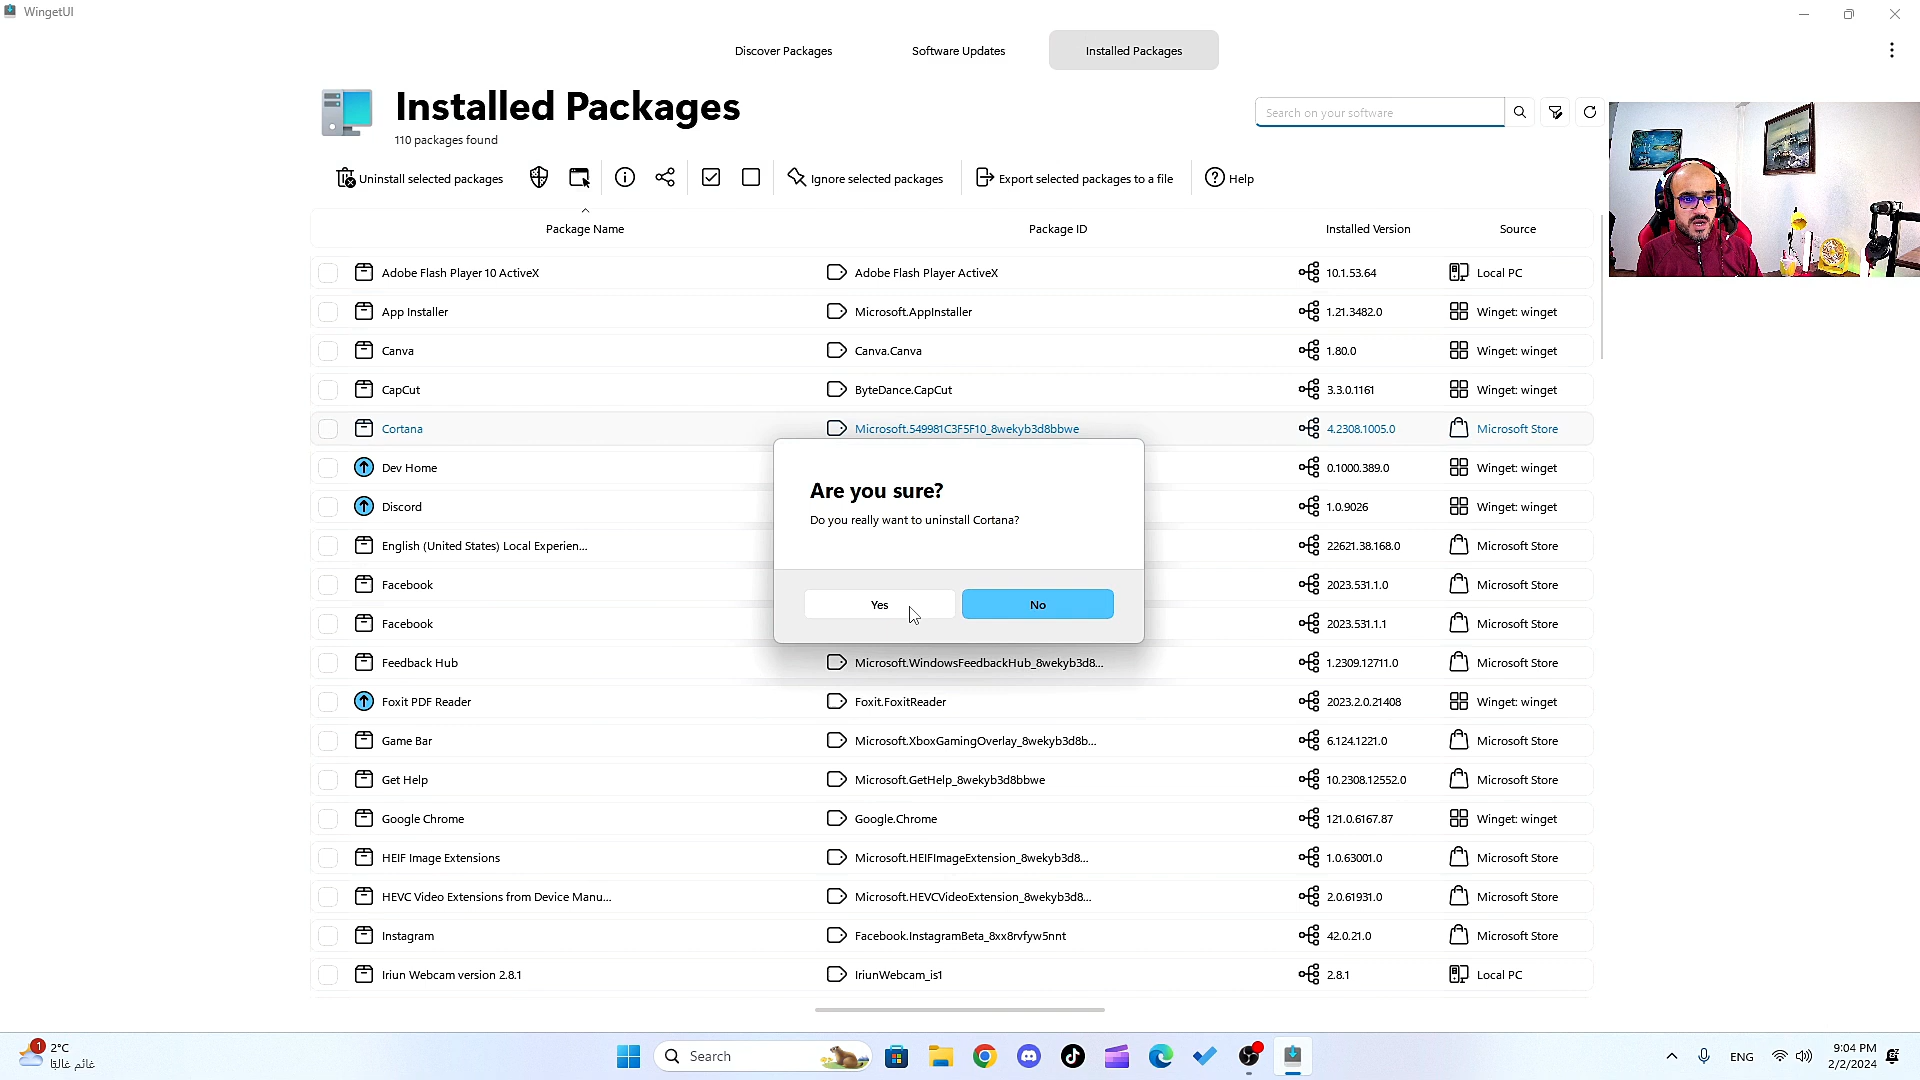 WingetUI
Discover Packages
Software Updates
Installed Packages
Installed Packages
110 packages found
Search on your software
Uninstall selected packages
Ignore selected packages
Export selected packages to a file
Help
Package Name
Package ID
Installed Version
Source
Adobe Flash Player 10 ActiveX
Adobe Flash Player ActiveX
10.1.53.64
Local PC
App Installer
Microsoft.AppInstaller
1.21.3482.0
Winget: winget
Canva
Canva.Canva
1.80.0
Winget: winget
CapCut
ByteDance.CapCut
3.3.0.1161
Winget: winget
Cortana
Microsoft.549981C3F5F10_8wekyb3d8bbwe
4.2308.1005.0
Microsoft Store
Dev Home
0.1000.389.0
Winget: winget
Discord
1.0.9026
Winget: winget
English (United States) Local Experien...
22621.38.168.0
Microsoft Store
Facebook
2023.531.1.0
Microsoft Store
Facebook
2023.531.1.1
Microsoft Store
Are you sure?
Do you really want to uninstall Cortana?
Yes
No
Feedback Hub
Microsoft.WindowsFeedbackHub_8wekyb3d8...
1.2309.12711.0
Microsoft Store
Foxit PDF Reader
Foxit.FoxitReader
2023.2.0.21408
Winget: winget
Game Bar
Microsoft.XboxGamingOverlay_8wekyb3d8b...
6.124.1221.0
Microsoft Store
Get Help
Microsoft.GetHelp_8wekyb3d8bbwe
10.2308.12552.0
Microsoft Store
Google Chrome
Google.Chrome
121.0.6167.87
Winget: winget
HEIF Image Extensions
Microsoft.HEIFImageExtension_8wekyb3d8...
1.0.63001.0
Microsoft Store
HEVC Video Extensions from Device Manu...
Microsoft.HEVCVideoExtension_8wekyb3d8...
2.0.61931.0
Microsoft Store
Instagram
Facebook.InstagramBeta_8xx8rvfyw5nnt
42.0.21.0
Microsoft Store
Iriun Webcam version 2.8.1
IriunWebcam_is1
2.8.1
Local PC
1
2°C
غائم غالبًا
Search
ENG
9:04 PM
2/2/2024